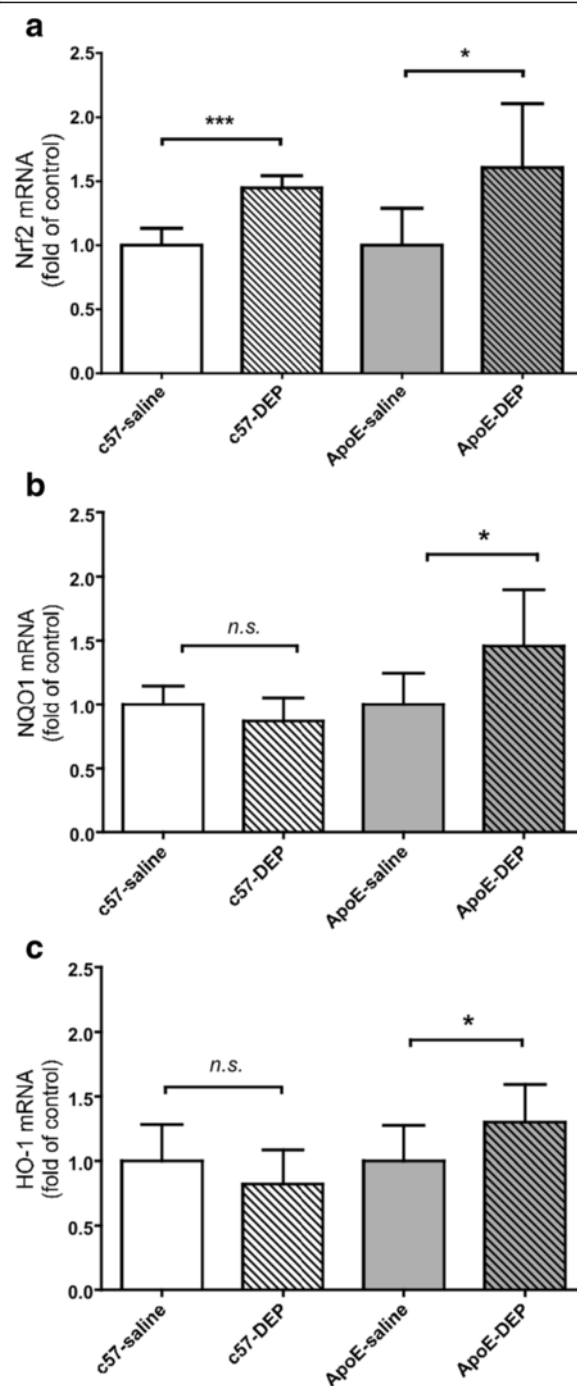 a
Nrf2 mRNA
(fold of control)
2.5
2.0
1.5
1.0
0.5
0.0
***
*
c57-saline
c57-DEP
ApoE-saline
ApoE-DEP
b
NQO1 mRNA
(fold of control)
2.5
2.0
1.5
1.0
0.5
0.0
n.s.
*
c57-saline
c57-DEP
ApoE-saline
ApoE-DEP
c
HO-1 mRNA
(fold of control)
2.5
2.0
1.5
1.0
0.5
0.0
n.s.
*
c57-saline
c57-DEP
ApoE-saline
ApoE-DEP